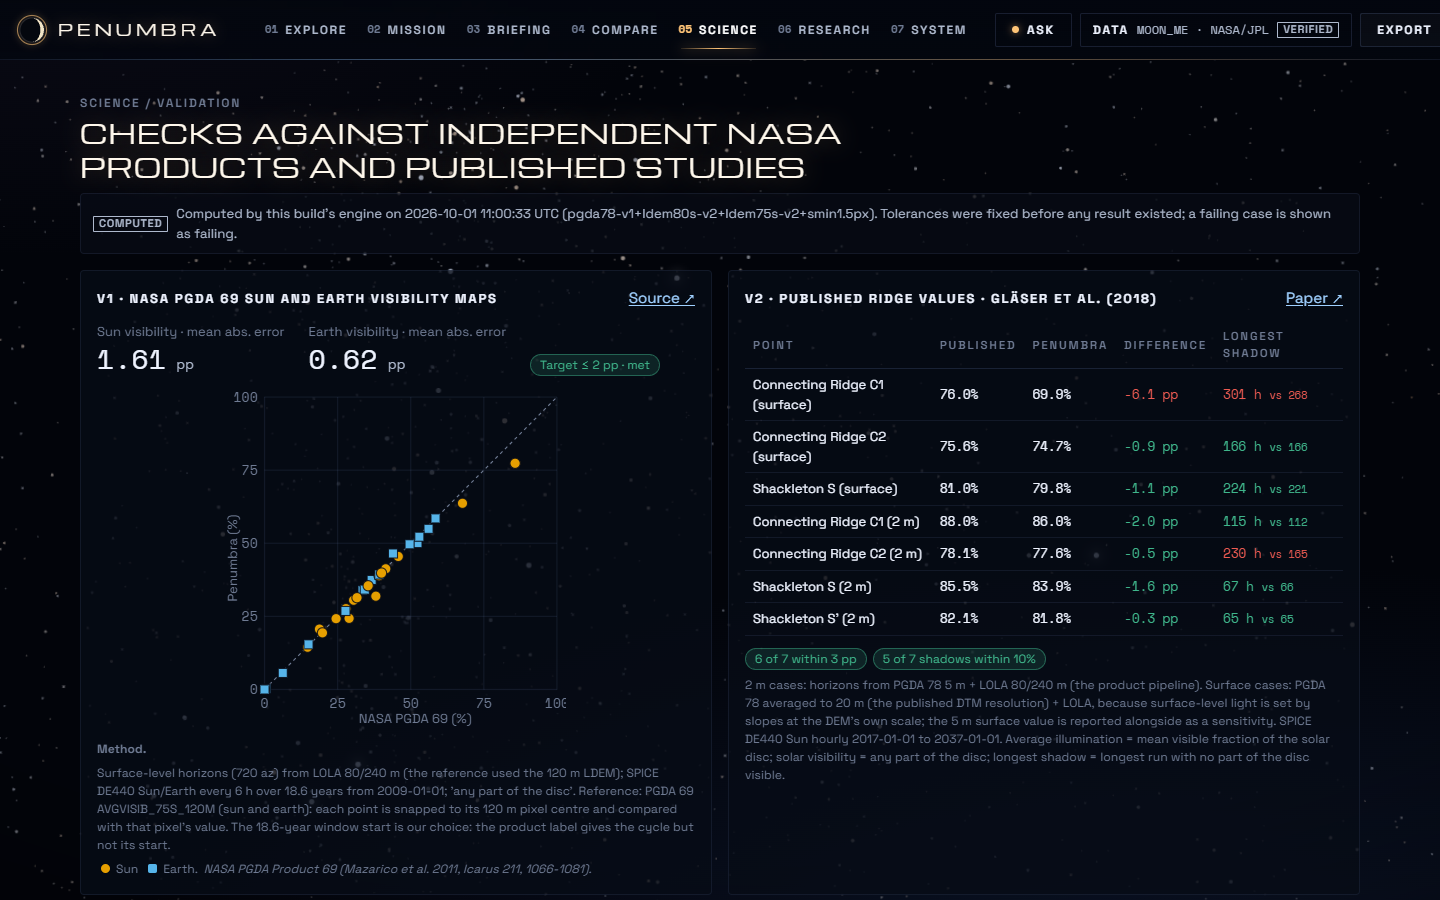 PENUMBRA
01 EXPLORE
02 MISSION
03 BRIEFING
04 COMPARE
05 SCIENCE
06 RESEARCH
07 SYSTEM
ASK
DATA MOON_ME · NASA/JPL VERIFIED
EXPORT
SCIENCE / VALIDATION
CHECKS AGAINST INDEPENDENT NASA
PRODUCTS AND PUBLISHED STUDIES
COMPUTED
Computed by this build's engine on 2026-10-01 11:00:33 UTC (pgda78-v1+ldem80s-v2+ldem75s-v2+smin1.5px). Tolerances were fixed before any result existed; a failing case is shown
as failing.
V1 · NASA PGDA 69 SUN AND EARTH VISIBILITY MAPS
Source ↗
Sun visibility · mean abs. error
1.61 pp
Earth visibility · mean abs. error
0.62 pp
Target ≤ 2 pp · met
100
75
50
25
0
Penumbra (%)
0 25 50 75 100
NASA PGDA 69 (%)
Method.
Surface-level horizons (720 az) from LOLA 80/240 m (the reference used the 120 m LDEM); SPICE
DE440 Sun/Earth every 6 h over 18.6 years from 2009-01-01; 'any part of the disc'. Reference: PGDA 69
AVGVISIB_75S_120M (sun and earth): each point is snapped to its 120 m pixel centre and compared
with that pixel's value. The 18.6-year window start is our choice: the product label gives the cycle but
not its start.
Sun Earth. NASA PGDA Product 69 (Mazarico et al. 2011, Icarus 211, 1066-1081).
V2 · PUBLISHED RIDGE VALUES · GLÄSER ET AL. (2018)
Paper ↗
POINT PUBLISHED PENUMBRA DIFFERENCE LONGEST
SHADOW
Connecting Ridge C1
(surface) 76.0% 69.9% -6.1 pp 301 h vs 268
Connecting Ridge C2
(surface) 75.6% 74.7% -0.9 pp 166 h vs 166
Shackleton S (surface) 81.0% 79.8% -1.1 pp 224 h vs 221
Connecting Ridge C1 (2 m) 88.0% 86.0% -2.0 pp 115 h vs 112
Connecting Ridge C2 (2 m) 78.1% 77.6% -0.5 pp 230 h vs 165
Shackleton S (2 m) 85.5% 83.9% -1.6 pp 67 h vs 66
Shackleton S' (2 m) 82.1% 81.8% -0.3 pp 65 h vs 65
6 of 7 within 3 pp
5 of 7 shadows within 10%
2 m cases: horizons from PGDA 78 5 m + LOLA 80/240 m (the product pipeline). Surface cases: PGDA
78 averaged to 20 m (the published DTM resolution) + LOLA, because surface-level light is set by
slopes at the DEM's own scale; the 5 m surface value is reported alongside as a sensitivity. SPICE
DE440 Sun hourly 2017-01-01 to 2037-01-01. Average illumination = mean visible fraction of the solar
disc; solar visibility = any part of the disc; longest shadow = longest run with no part of the disc
visible.